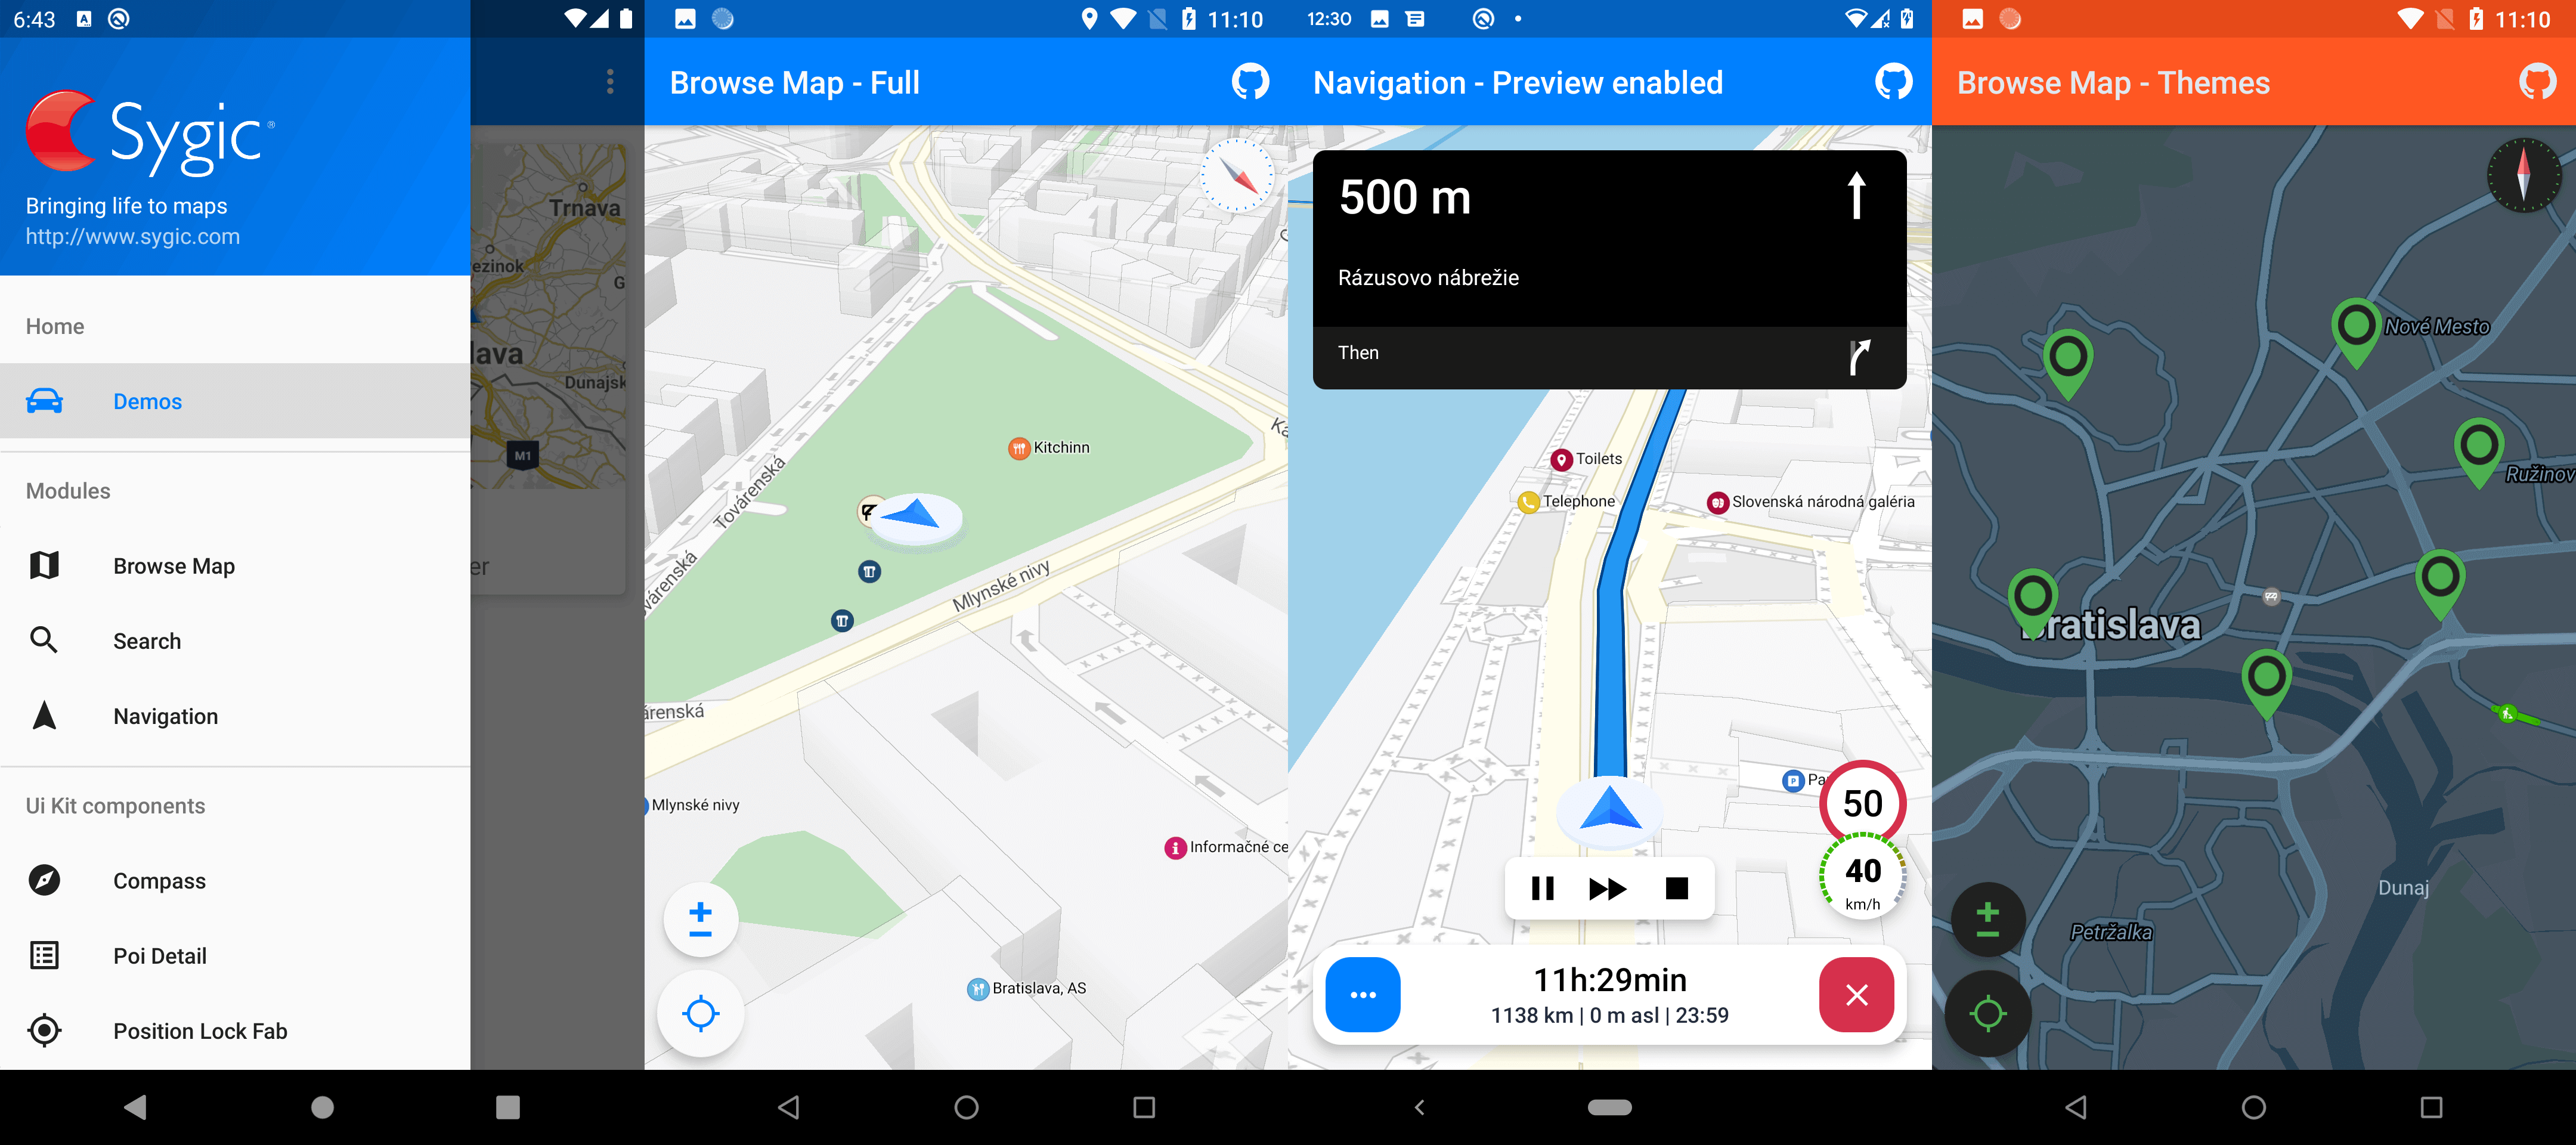 6:43
Sygic®
Bringing life to maps
http://www.sygic.com
Home
Demos
Modules
Browse Map
Search
Navigation
Ui Kit components
Compass
Poi Detail
Position Lock Fab
Trnava
ezinok
G
lava
Dunajsk
M1
er
11:10
Browse Map - Full
Kitchinn
Továrenská
várenská
Mlynské nivy
árenská
Mlynské nivy
Informačné ce
Bratislava, AS
Ka
12:30
Navigation - Preview enabled
500 m
Rázusovo nábrežie
Then
Toilets
Telephone
Slovenská národná galéria
P Pa
50
40
km/h
11h:29min
1138 km | 0 m asl | 23:59
11:10
Browse Map - Themes
Nové Mesto
Ružinov
Bratislava
Dunaj
Petržalka